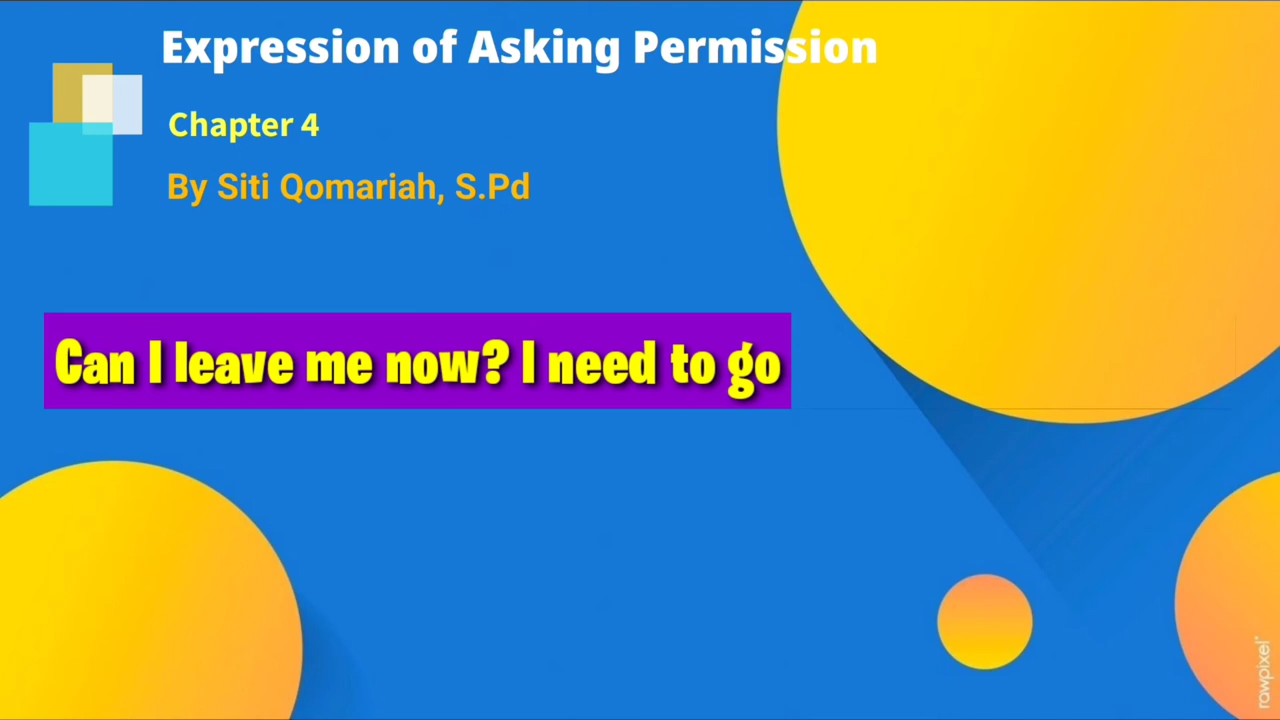 Expression of Asking Permission
Chapter 4
By Siti Qomariah, S.Pd
Can I leave me now? I need to go
rawpixel